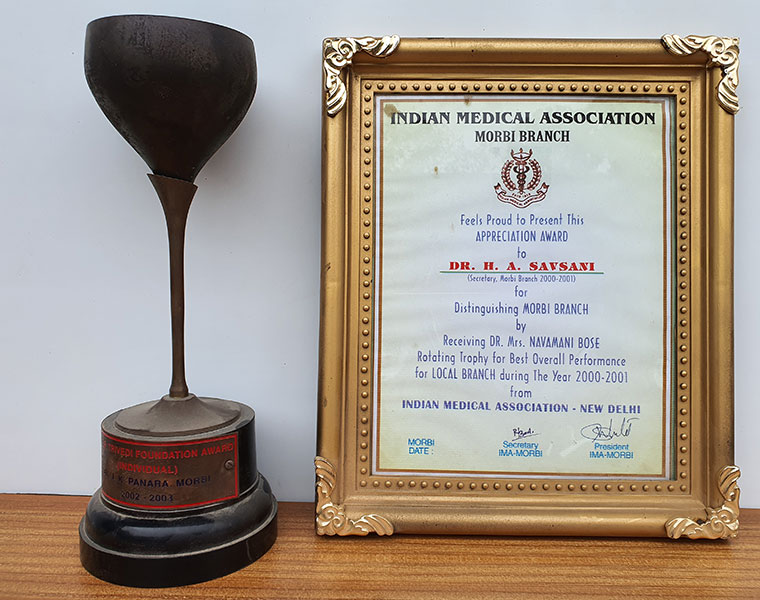 INDIAN MEDICAL ASSOCIATION
MORBI BRANCH
Feels Proud to Present This
APPRECIATION AWARD
to
DR. H. A. SAVSANI
(Secretary, Morbi Branch 2000-2001)
for
Distinguishing MORBI BRANCH
by
Receiving DR. Mrs. NAVAMANI BOSE
Rotating Trophy for Best Overall Performance
for LOCAL BRANCH during The Year 2000-2001
from
INDIAN MEDICAL ASSOCIATION - NEW DELHI
MORBI
DATE :
Secretary
IMA-MORBI
President
IMA-MORBI
FOUNDATION AWARD
(INDIVIDUAL)
PANARA MORBI
2002 - 2003